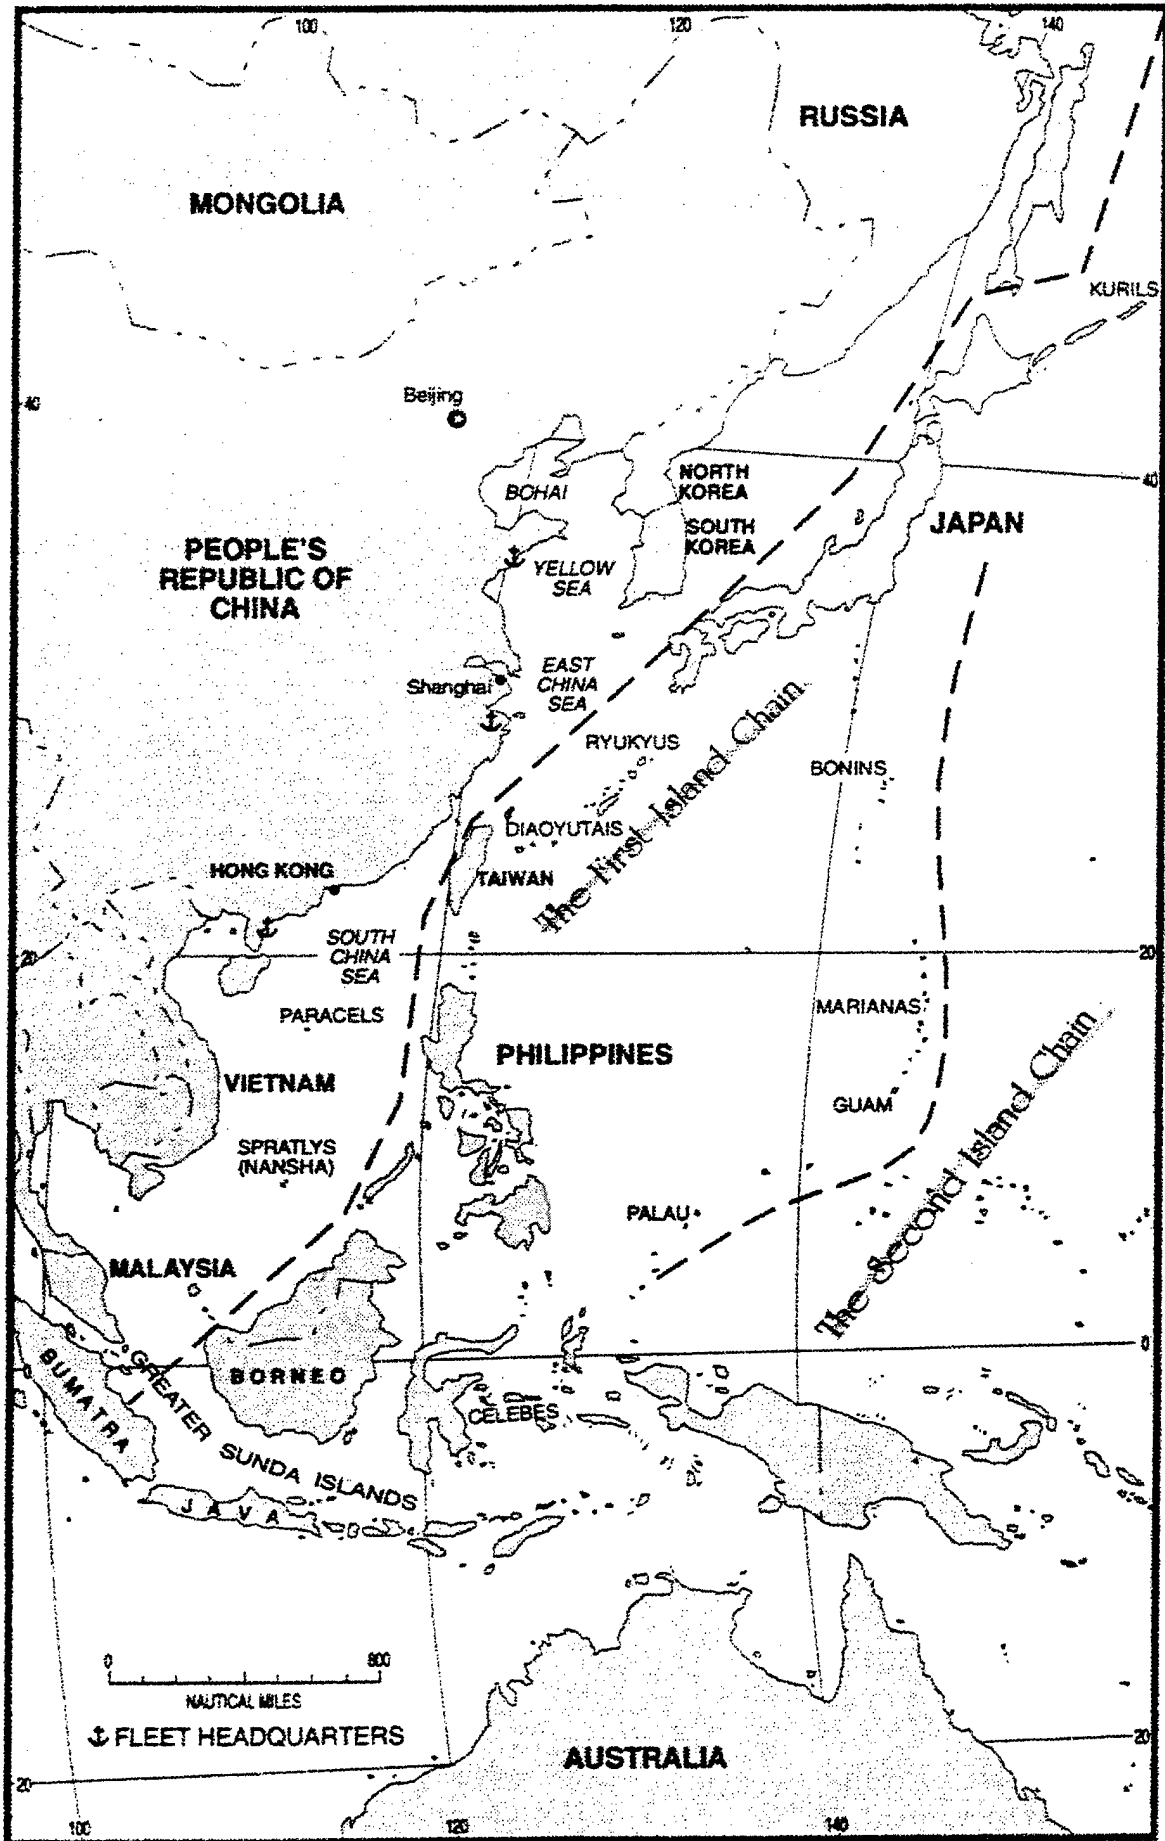 100
120
140
RUSSIA
MONGOLIA
KURILS
Beijing
40
BOHAI
NORTH
KOREA
40
SOUTH
KOREA
JAPAN
PEOPLE'S
REPUBLIC OF
CHINA
YELLOW
SEA
Shanghai
EAST
CHINA
SEA
RYUKYUS
The First Island Chain
BONINS
DIAOYUTAIS
HONG KONG
TAIWAN
SOUTH
CHINA
SEA
20
20
PARACELS
MARIANAS
PHILIPPINES
VIETNAM
GUAM
SPRATLYS
(NANSHA)
The Second Island Chain
PALAU
MALAYSIA
0
BORNEO
SUMATRA
GREATER SUNDA ISLANDS
CELEBES
JAVA
0
800
NAUTICAL MILES
FLEET HEADQUARTERS
AUSTRALIA
20
20
100
120
140